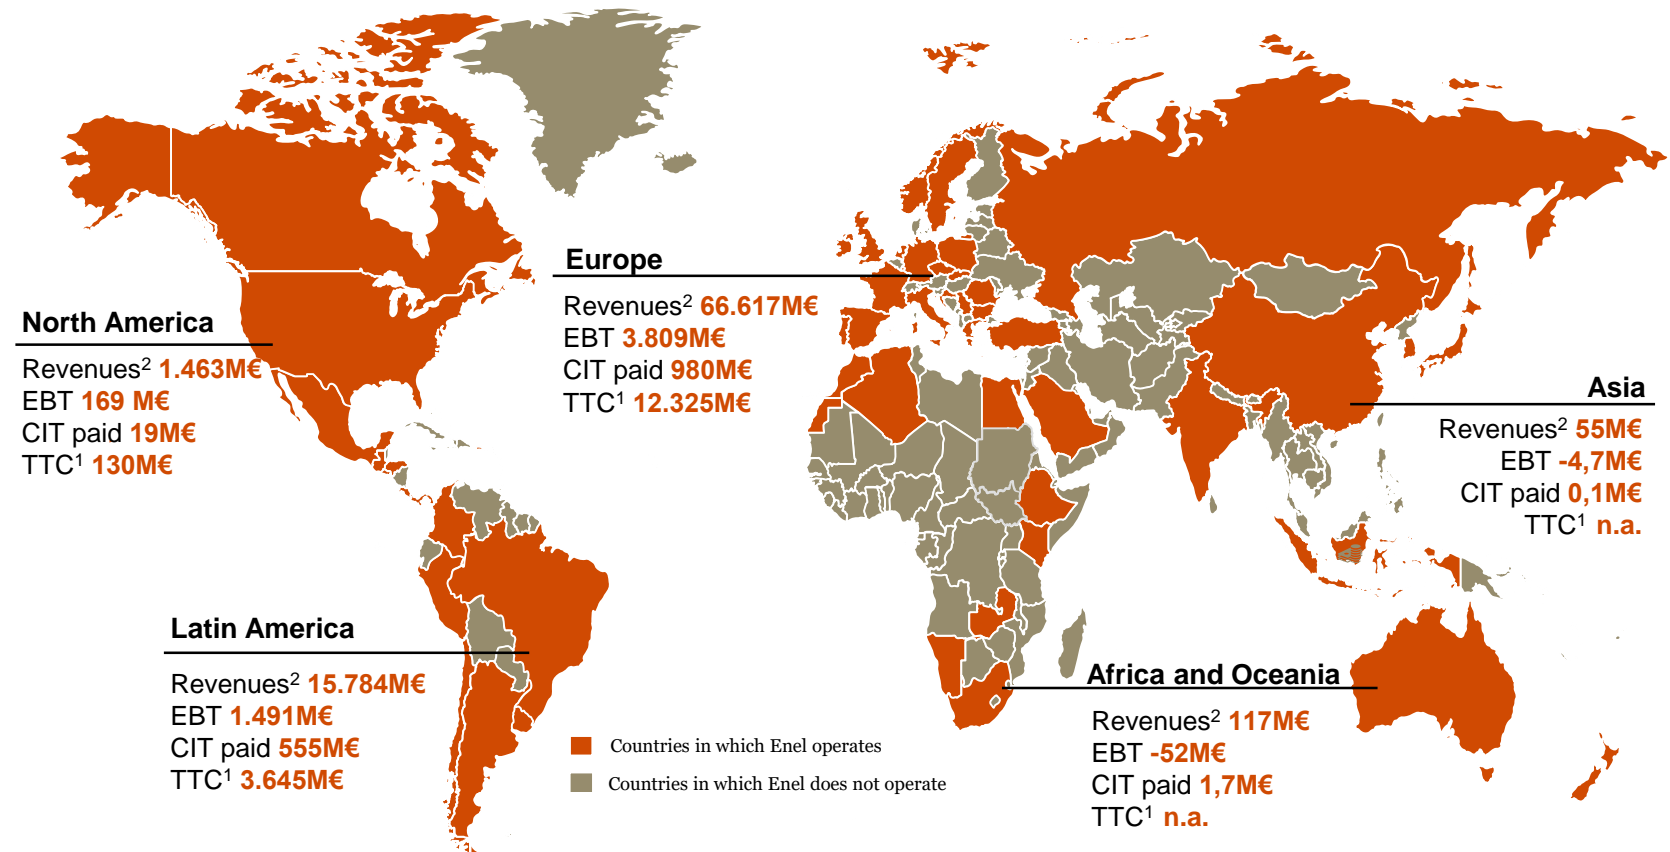 North America
Revenues² 1.463M€
EBT 169 M€
CIT paid 19M€
TTC¹ 130M€
Europe
Revenues² 66.617M€
EBT 3.809M€
CIT paid 980M€
TTC¹ 12.325M€
Asia
Revenues² 55M€
EBT -4,7M€
CIT paid 0,1M€
TTC¹ n.a.
Latin America
Revenues² 15.784M€
EBT 1.491M€
CIT paid 555M€
TTC¹ 3.645M€
Africa and Oceania
Revenues² 117M€
EBT -52M€
CIT paid 1,7M€
TTC¹ n.a.
Countries in which Enel operates
Countries in which Enel does not operate